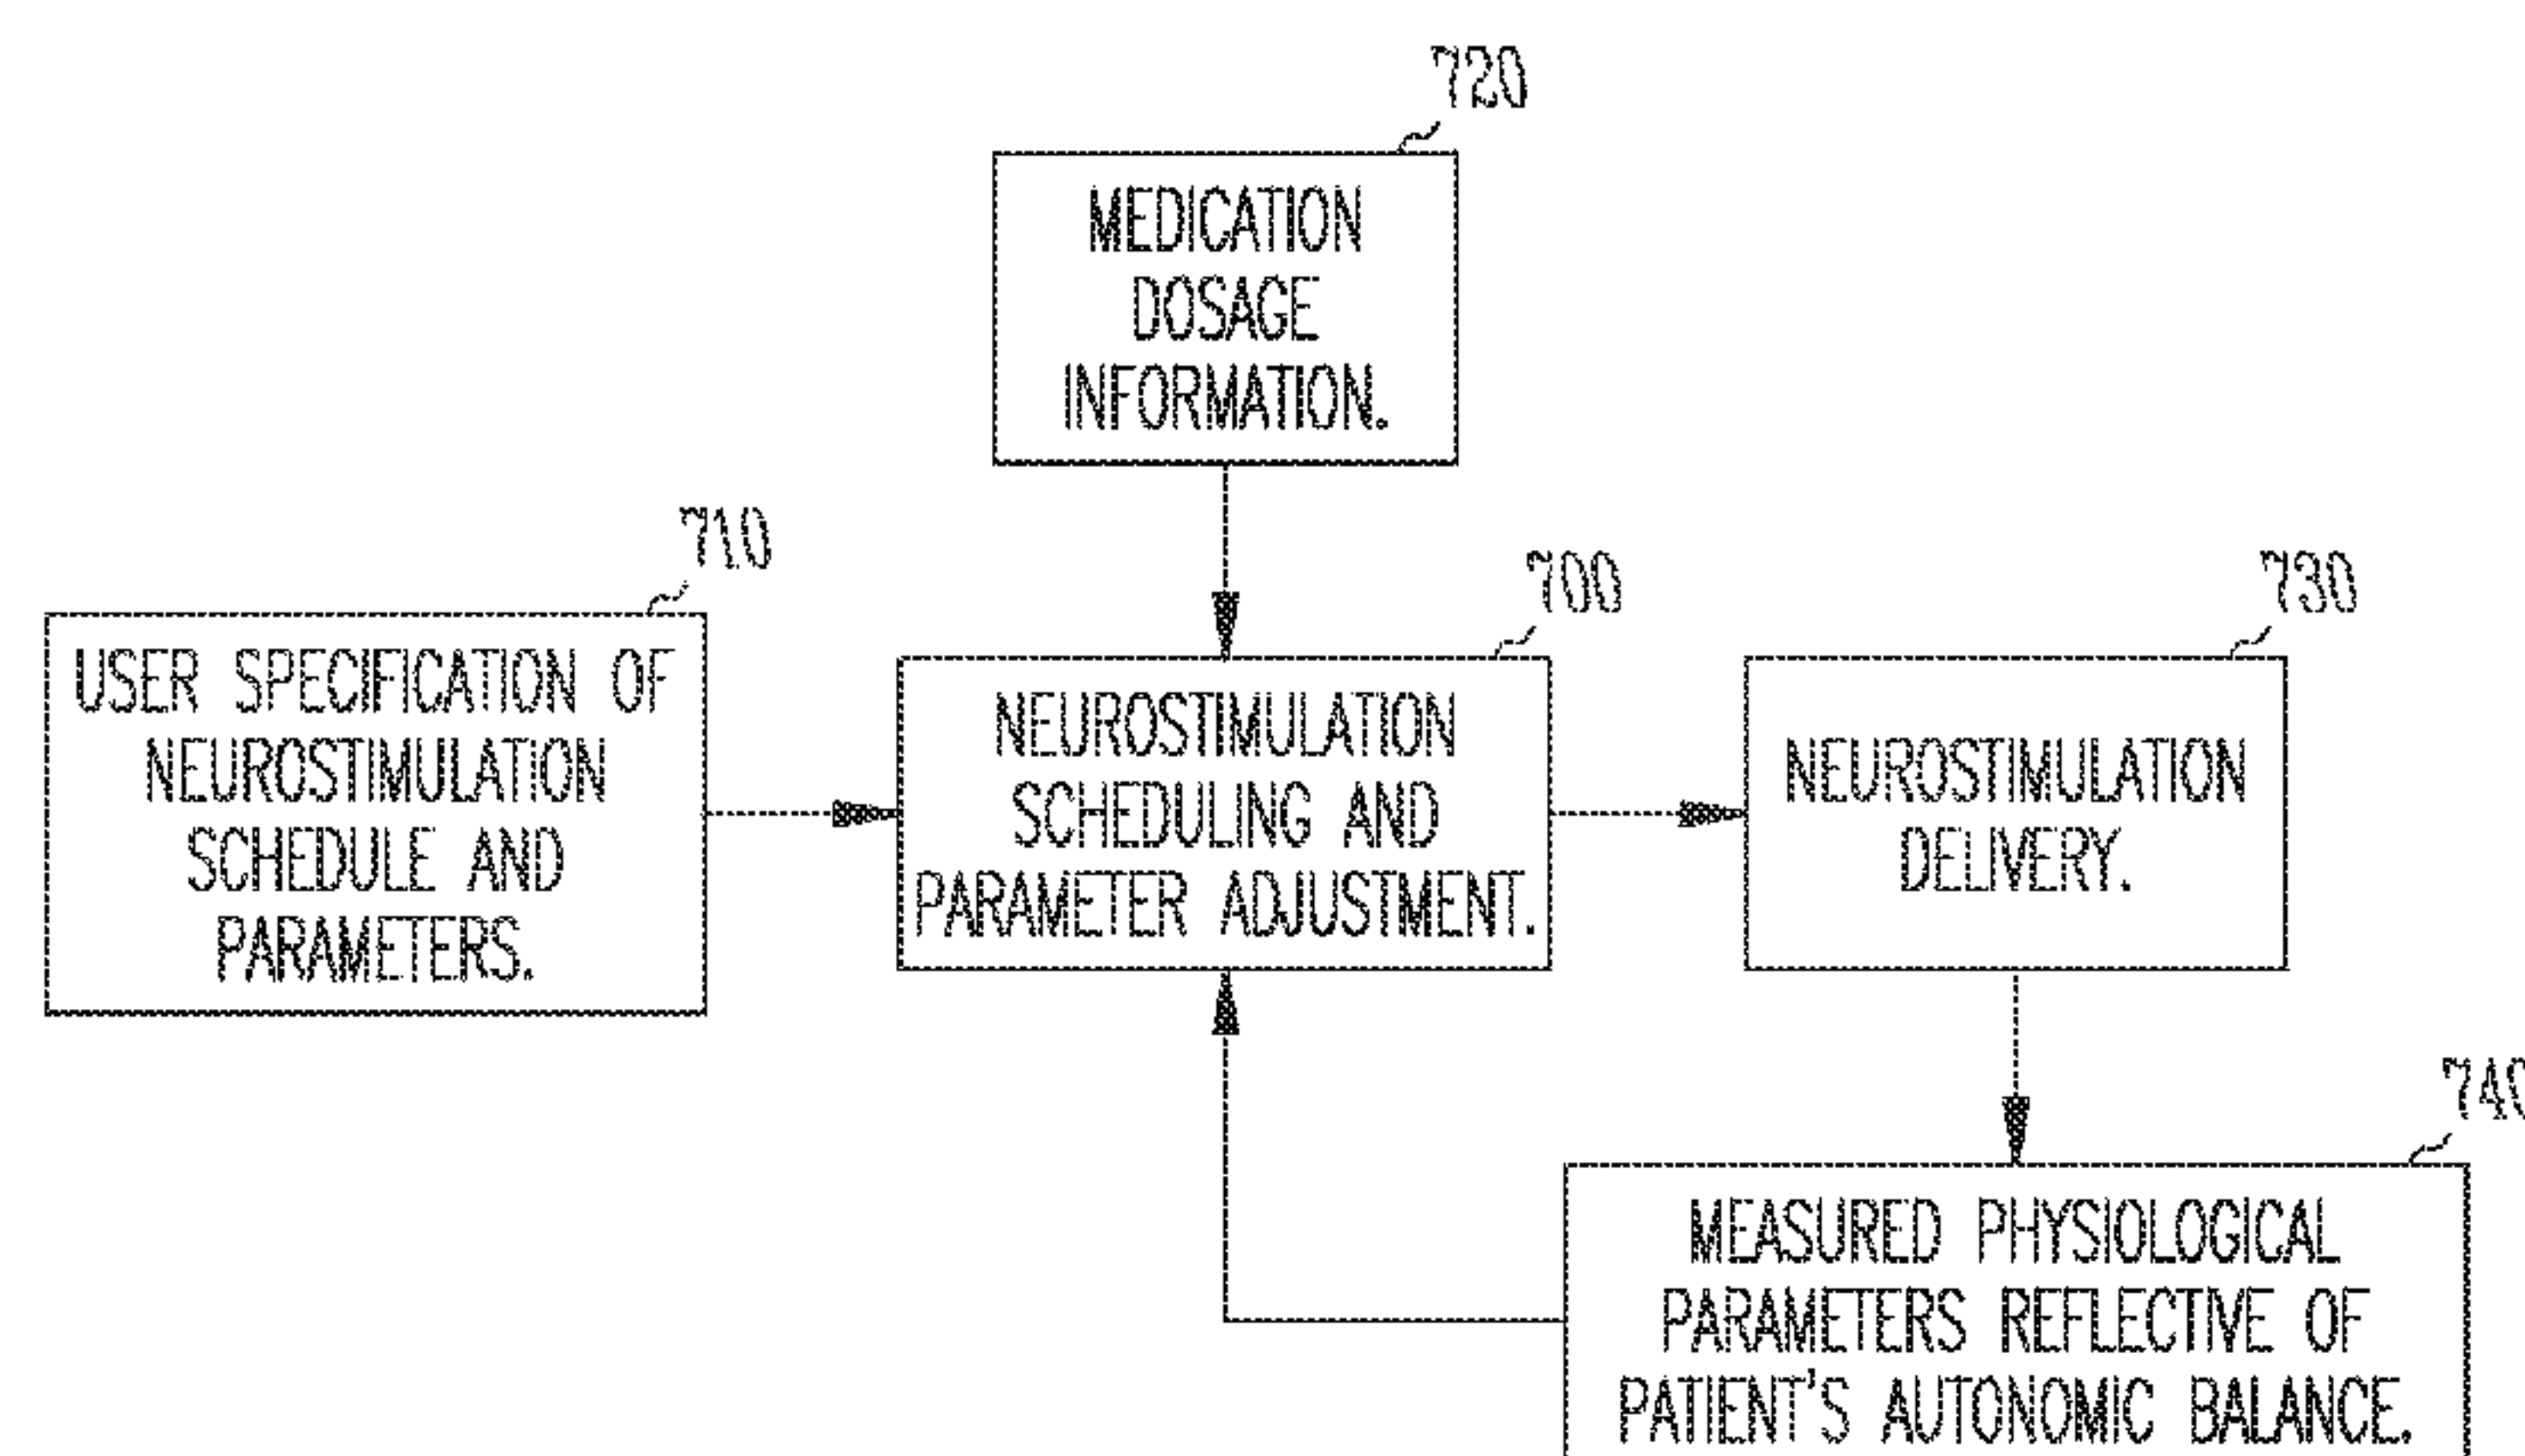 720
MEDICATION
DOSAGE
INFORMATION.
710
USER SPECIFICATION OF
NEUROSTIMULATION
SCHEDULE AND
PARAMETERS.
700
NEUROSTIMULATION
SCHEDULING AND
PARAMETER ADJUSTMENT.
730
NEUROSTIMULATION
DELIVERY.
740
MEASURED PHYSIOLOGICAL
PARAMETERS REFLECTIVE OF
PATIENT'S AUTONOMIC BALANCE.